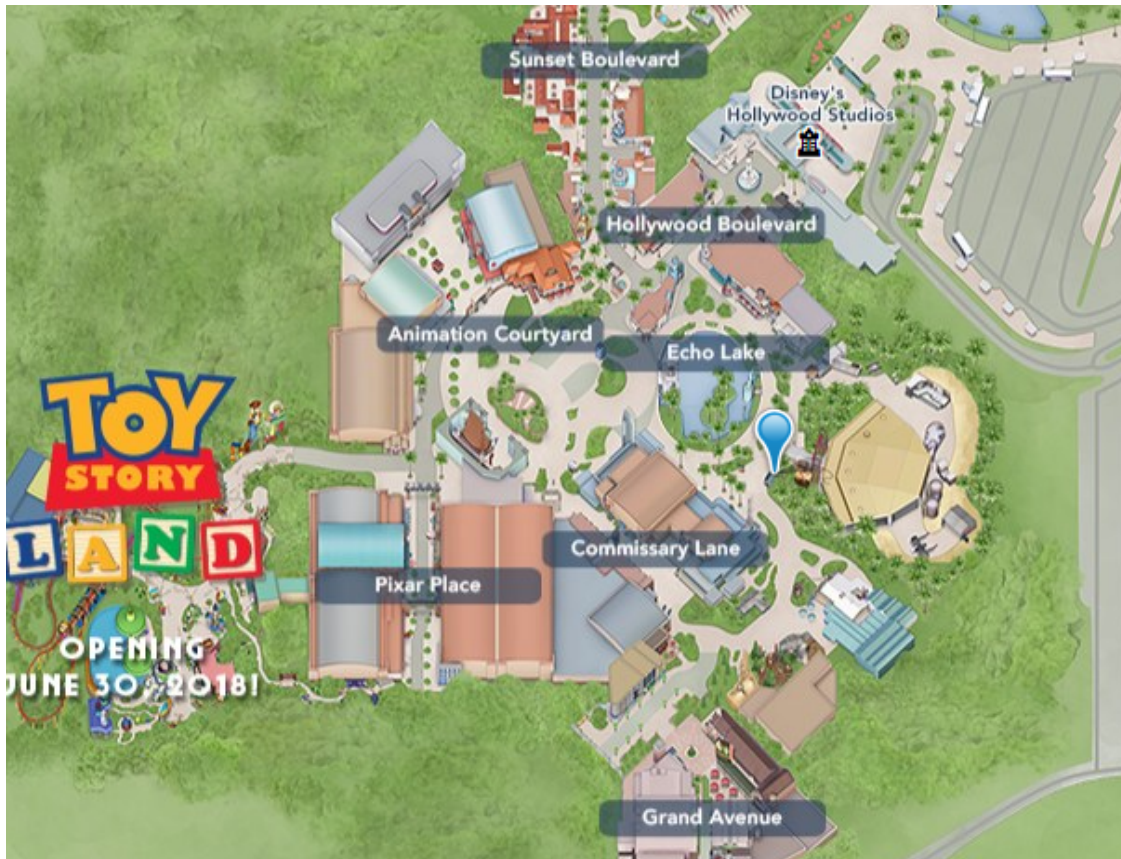 Sunset Boulevard
Disney's
Hollywood Studios
Hollywood Boulevard
Animation Courtyard
Echo Lake
TOY
STORY
LAND
Commissary Lane
Pixar Place
OPENING
JUNE 30, 2018!
Grand Avenue